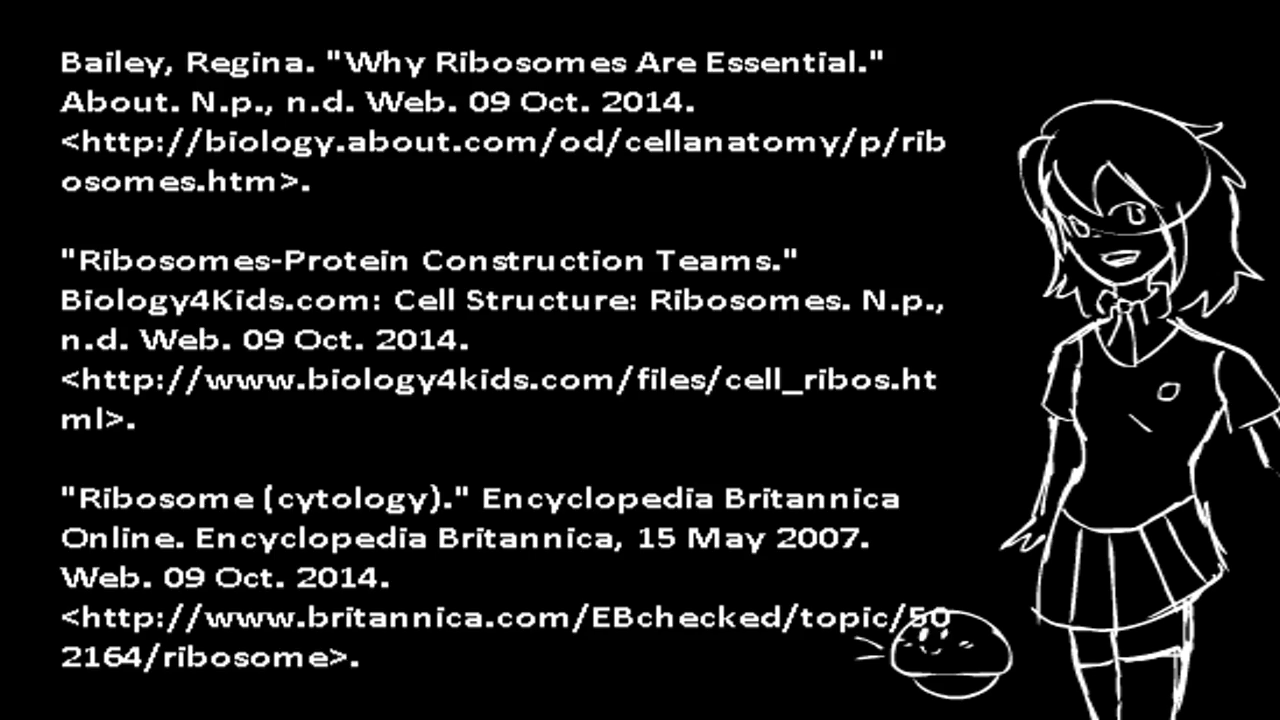 Bailey, Regina. "Why Ribosomes Are Essential."
About. N.p., n.d. Web. 09 Oct. 2014.
<http://biology.about.com/od/cellanatomy/p/rib
osomes.htm>.
"Ribosomes-Protein Construction Teams."
Biology4Kids.com: Cell Structure: Ribosomes. N.p.,
n.d. Web. 09 Oct. 2014.
<http://www.biology4kids.com/files/cell_ribos.ht
ml>.
"Ribosome (cytology)." Encyclopedia Britannica
Online. Encyclopedia Britannica, 15 May 2007.
Web. 09 Oct. 2014.
<http://www.britannica.com/EBchecked/topic/50
2164/ribosome>.